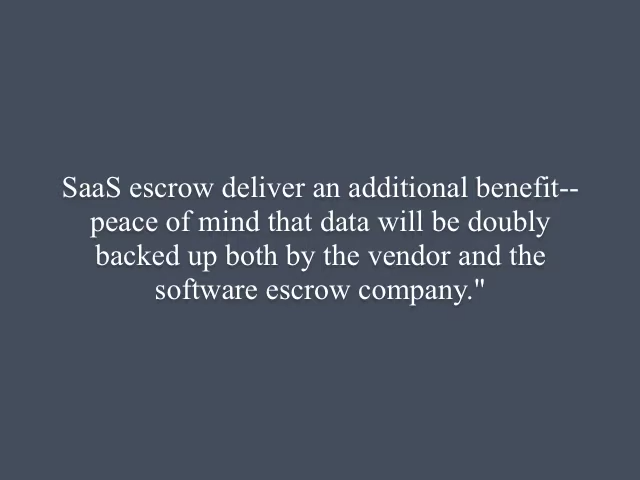 SaaS escrow deliver an additional benefit--
peace of mind that data will be doubly
backed up both by the vendor and the
software escrow company."